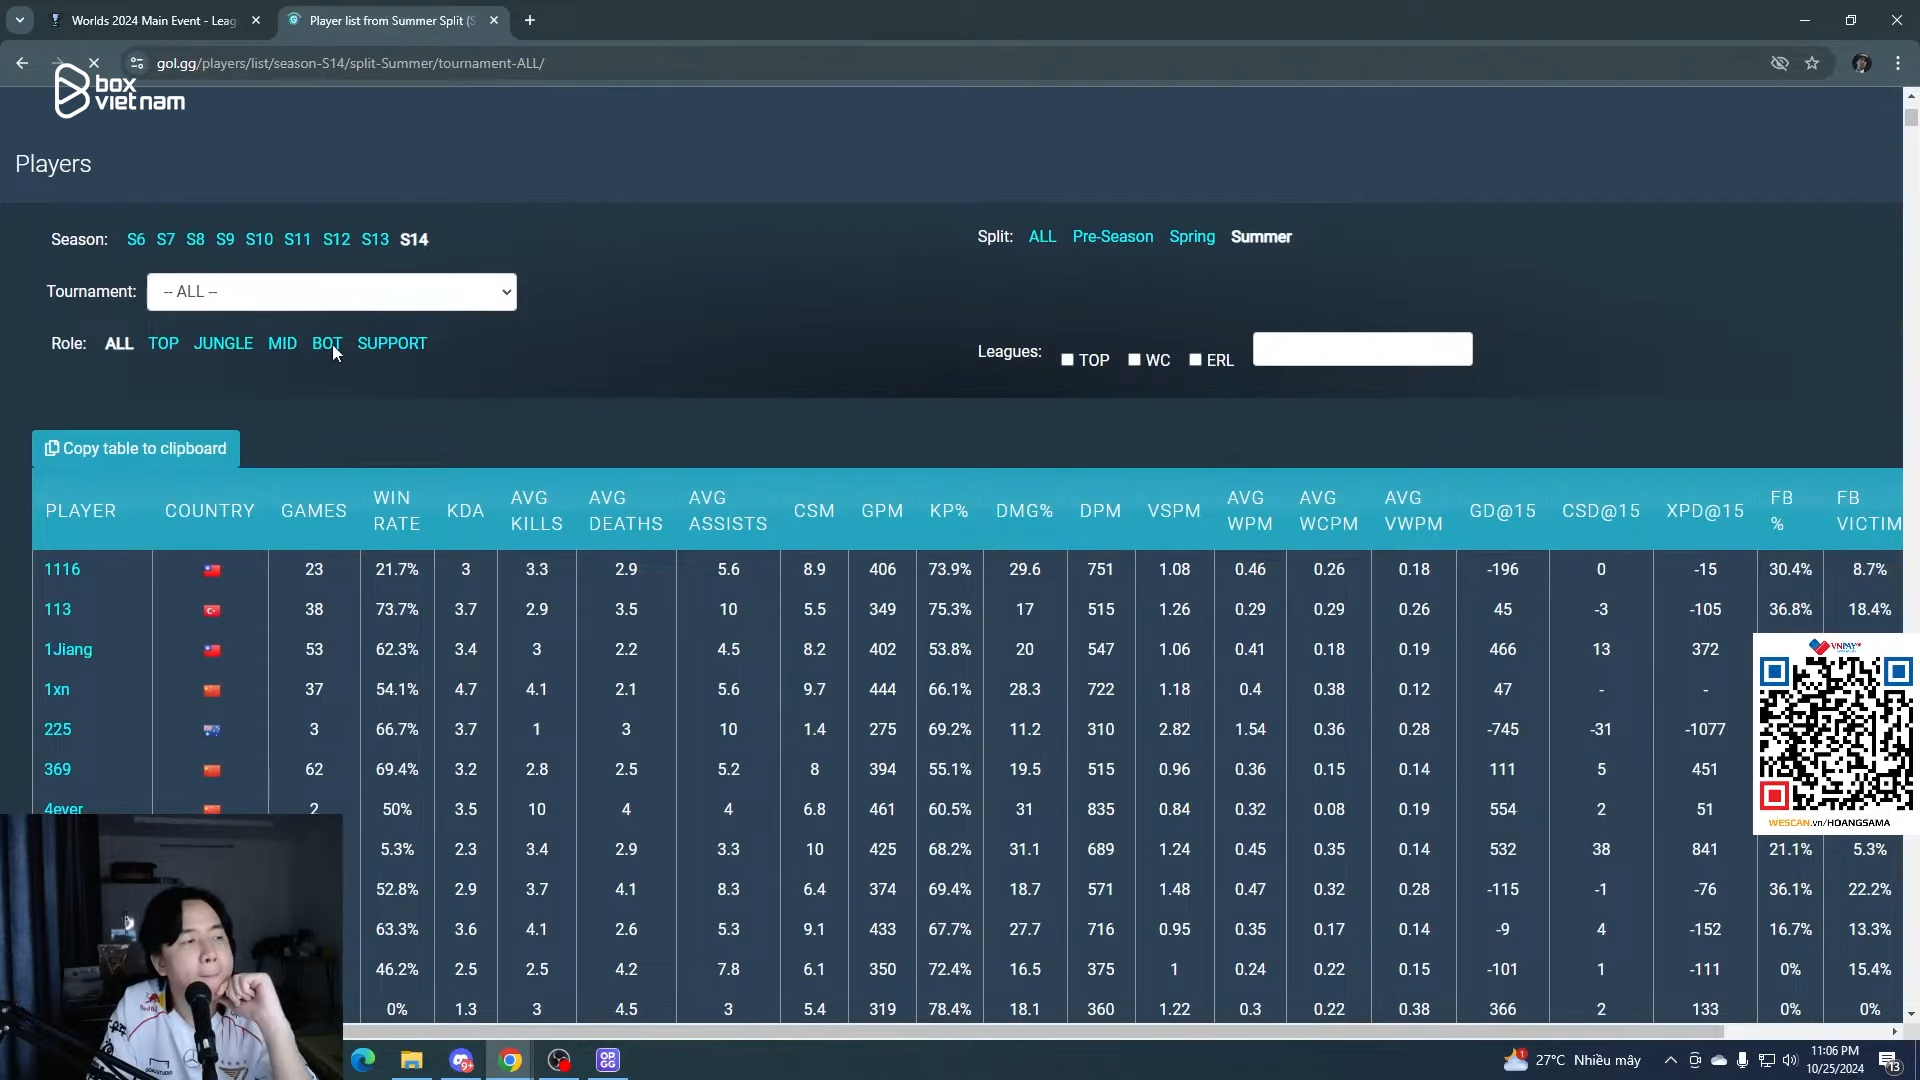 Worlds 2024 Main Event - Leag
Player list from Summer Split (S
gol.gg/players/list/season-S14/split-Summer/tournament-ALL/
box
việt nam
Players
Season: S6 S7 S8 S9 S10 S11 S12 S13 S14
Split: ALL Pre-Season Spring Summer
Tournament: -- ALL --
Role: ALL TOP JUNGLE MID BOT SUPPORT
Leagues: TOP WC ERL
Copy table to clipboard
PLAYER COUNTRY GAMES WIN RATE KDA AVG KILLS AVG DEATHS AVG ASSISTS CSM GPM KP% DMG% DPM VSPM AVG WPM AVG WCPM AVG VWPM GD@15 CSD@15 XPD@15 FB % FB VICTIM
1116 23 21.7% 3 3.3 2.9 5.6 8.9 406 73.9% 29.6 751 1.08 0.46 0.26 0.18 -196 0 -15 30.4% 8.7%
113 38 73.7% 3.7 2.9 3.5 10 5.5 349 75.3% 17 515 1.26 0.29 0.29 0.26 45 -3 -105 36.8% 18.4%
1Jiang 53 62.3% 3.4 3 2.2 4.5 8.2 402 53.8% 20 547 1.06 0.41 0.18 0.19 466 13 372
1xn 37 54.1% 4.7 4.1 2.1 5.6 9.7 444 66.1% 28.3 722 1.18 0.4 0.38 0.12 47 - -
225 3 66.7% 3.7 1 3 10 1.4 275 69.2% 11.2 310 2.82 1.54 0.36 0.28 -745 -31 -1077
369 62 69.4% 3.2 2.8 2.5 5.2 8 394 55.1% 19.5 515 0.96 0.36 0.15 0.14 111 5 451
4ever 2 50% 3.5 10 4 4 6.8 461 60.5% 31 835 0.84 0.32 0.08 0.19 554 2 51
5.3% 2.3 3.4 2.9 3.3 10 425 68.2% 31.1 689 1.24 0.45 0.35 0.14 532 38 841 21.1% 5.3%
52.8% 2.9 3.7 4.1 8.3 6.4 374 69.4% 18.7 571 1.48 0.47 0.32 0.28 -115 -1 -76 36.1% 22.2%
63.3% 3.6 4.1 2.6 5.3 9.1 433 67.7% 27.7 716 0.95 0.35 0.17 0.14 -9 4 -152 16.7% 13.3%
46.2% 2.5 2.5 4.2 7.8 6.1 350 72.4% 16.5 375 1 0.24 0.22 0.15 -101 1 -111 0% 15.4%
0% 1.3 3 4.5 3 5.4 319 78.4% 18.1 360 1.22 0.3 0.22 0.38 366 2 133 0% 0%
VNPAY
WESCAN.vn/HOANGSAMA
9+
OP
GG
1
27°C Nhiều mây
11:06 PM
10/25/2024
13